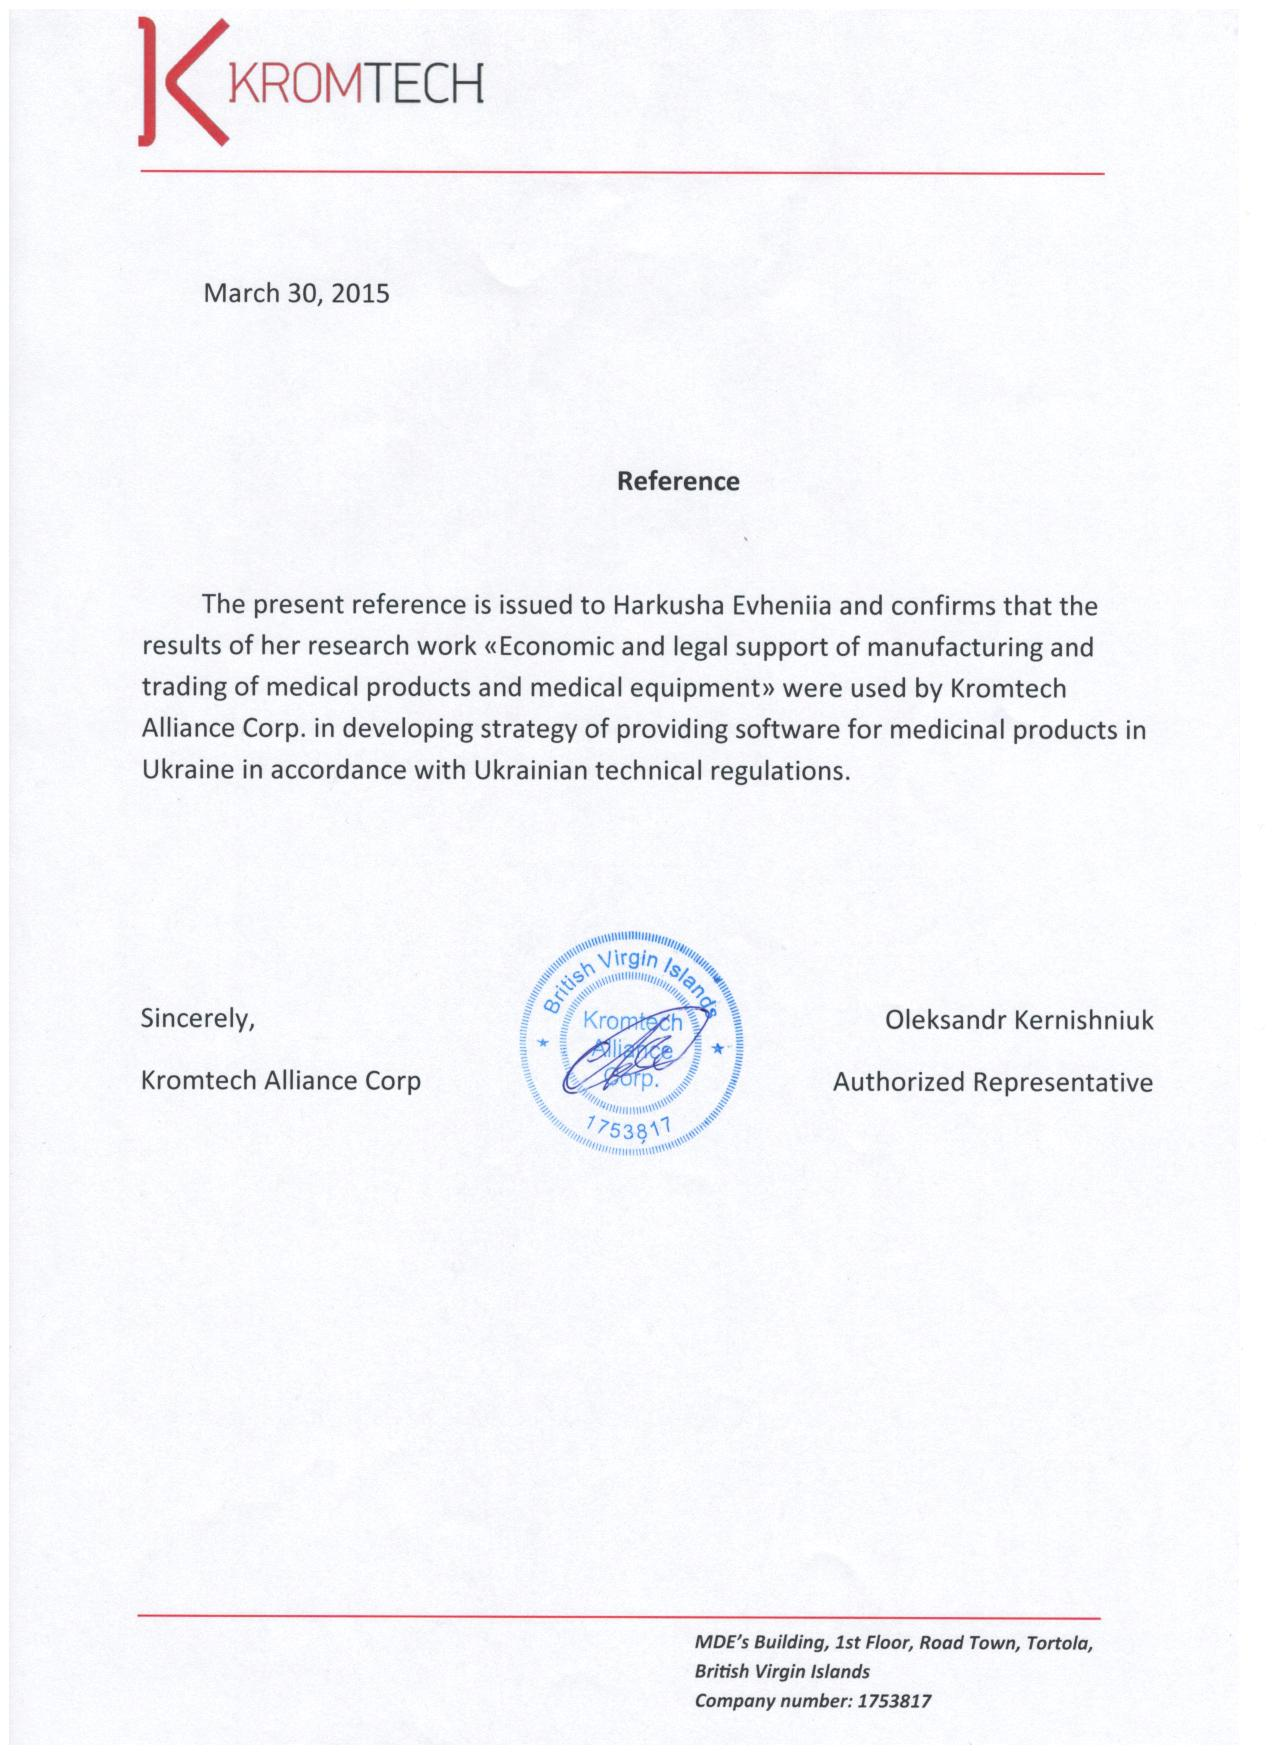 KROMTECH
March 30, 2015
Reference
The present reference is issued to Harkusha Evheniia and confirms that the
results of her research work «Economic and legal support of manufacturing and
trading of medical products and medical equipment» were used by Kromtech
Alliance Corp. in developing strategy of providing software for medicinal products in
Ukraine in accordance with Ukrainian technical regulations.
Sincerely,
Kromtech Alliance Corp
British Virgin Islands
Kromtech
Alliance
Corp.
1753817
Oleksandr Kernishniuk
Authorized Representative
MDE's Building, 1st Floor, Road Town, Tortola,
British Virgin Islands
Company number: 1753817